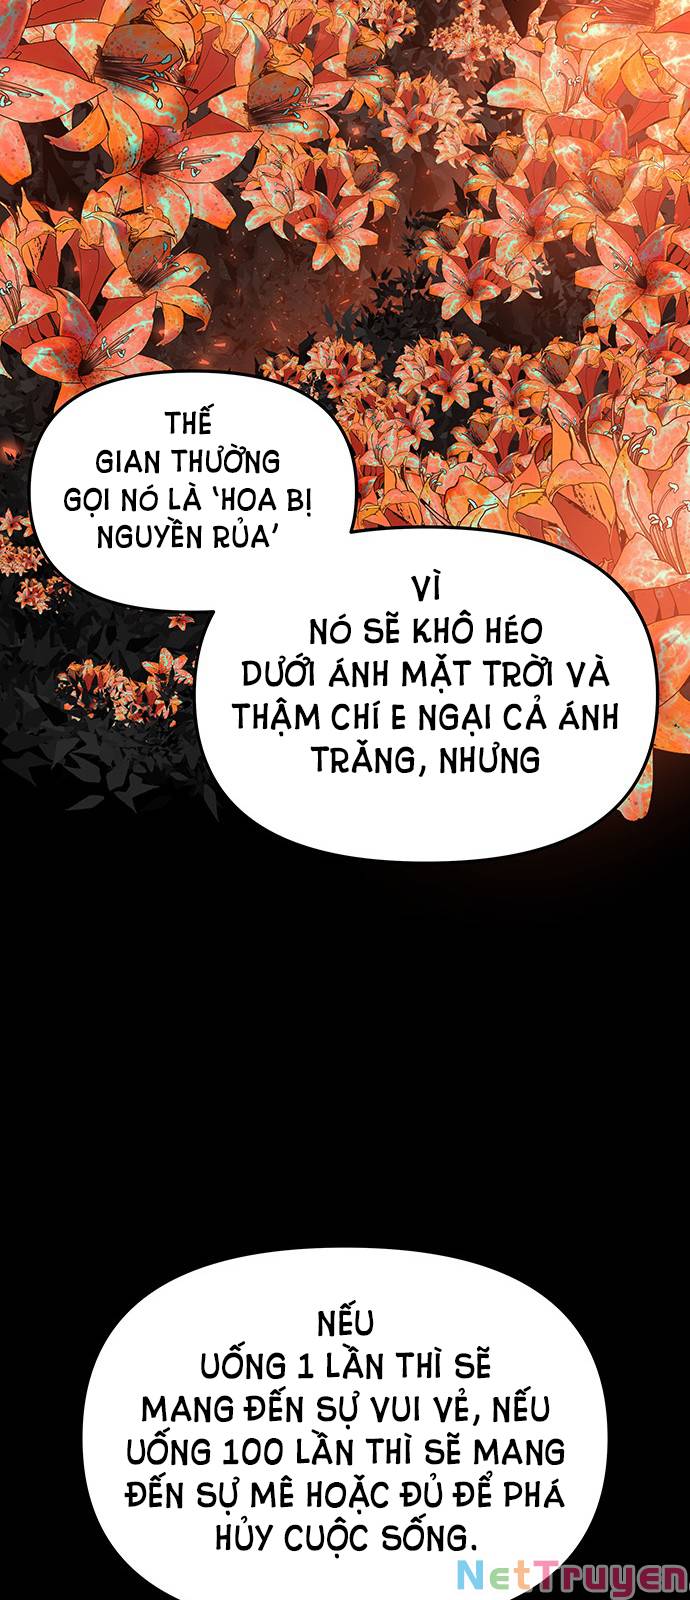 THẾ
GIAN THƯỜNG
GỌI NÓ LÀ ‘HOA BỊ
NGUYỀN RỦA’
VÌ
NÓ SẼ KHÔ HÉO
DƯỚI ÁNH MẶT TRỜI VÀ
THẬM CHÍ E NGẠI CẢ ÁNH
TRĂNG, NHƯNG
NẾU
UỐNG 1 LẦN THÌ SẼ
MANG ĐẾN SỰ VUI VẺ, NẾU
UỐNG 100 LẦN THÌ SẼ MANG
ĐẾN SỰ MÊ HOẶC ĐỦ ĐỂ PHÁ
HỦY CUỘC SỐNG.
NetTruyen